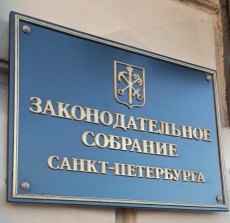 ЗАКОНОДАТЕЛЬНОЕ
СОБРАНИЕ
САНКТ-ПЕТЕРБУРГА